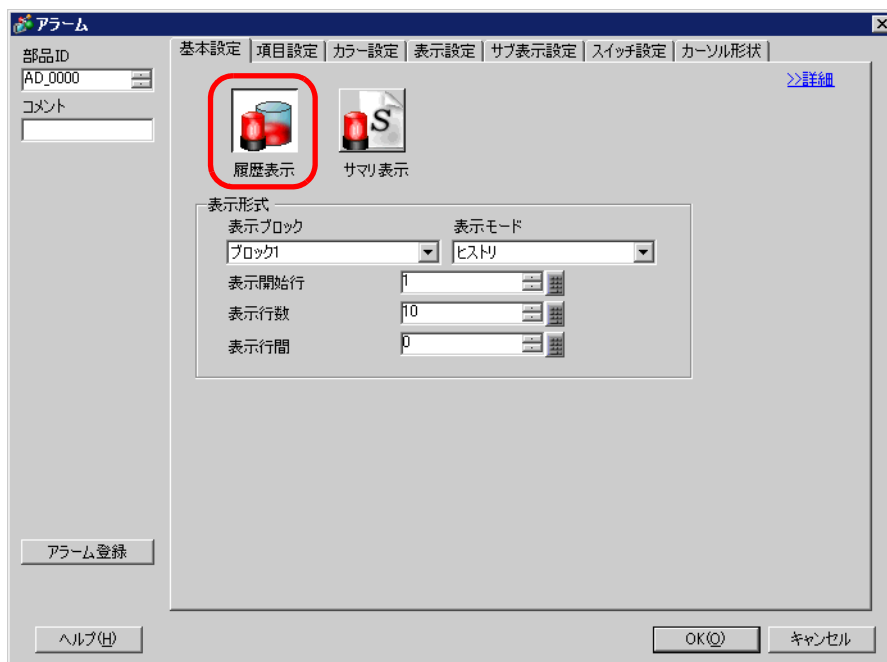 アラーム
部品ID
AD_0000
コメント
基本設定 項目設定 カラー設定 表示設定 サブ表示設定 スイッチ設定 カーソル形状
>>詳細
S
履歴表示 サマリ表示
表示形式
表示ブロック 表示モード
ブロック1 ヒストリ
表示開始行 1
表示行数 10
表示行間 0
アラーム登録
ヘルプ(H) OK(O) キャンセル